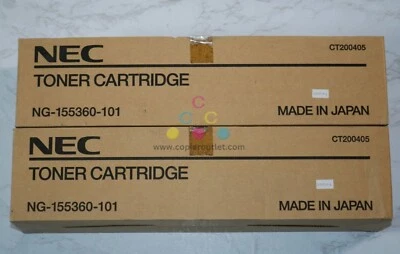 NEC
CT200405
TONER CARTRIDGE
NG-155360-101
MADE IN JAPAN
www.copieroutlet.com
NEC
CT200405
TONER CARTRIDGE
NG-155360-101
MADE IN JAPAN